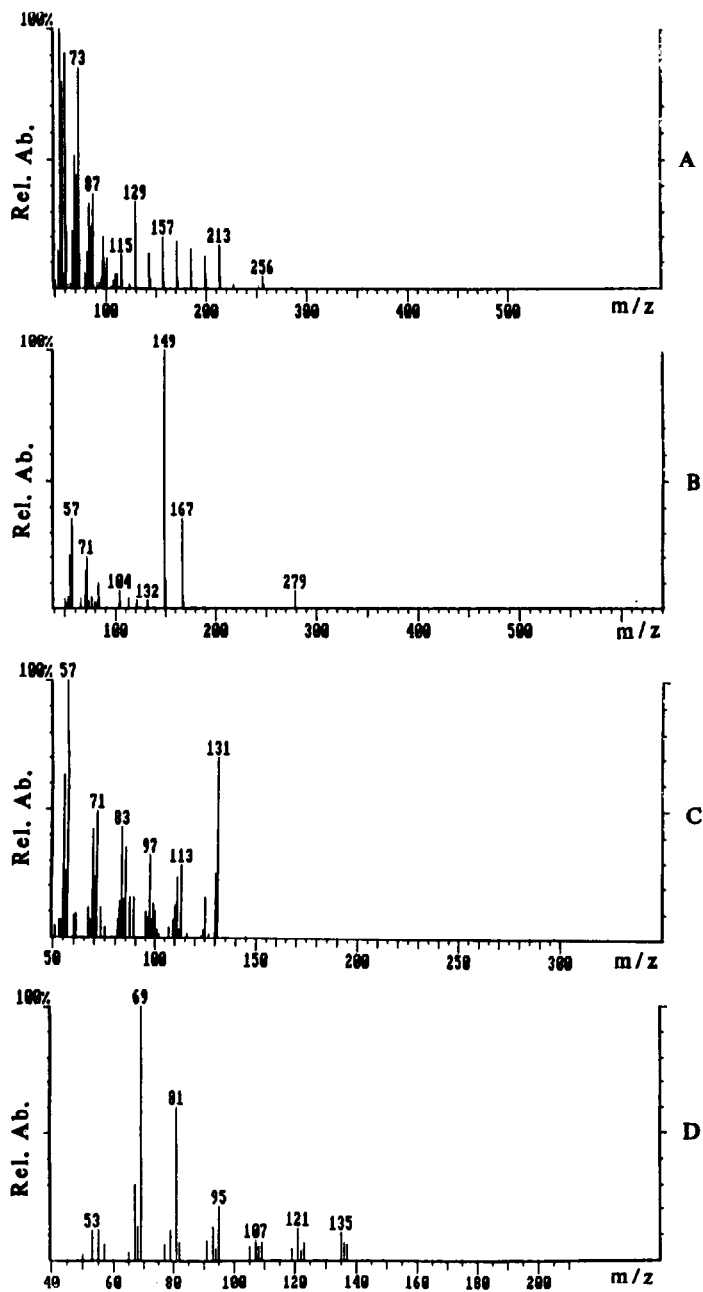 100%
73
87
129
115
157
213
256
Rel. Ab.
A
100 200 300 400 500 m/z
100%
149
57
167
71
104
132
279
Rel. Ab.
B
100 200 300 400 500 m/z
100%
57
131
71
83
97
113
Rel. Ab.
C
50 100 150 200 250 300 m/z
100%
69
81
95
53
107
121
135
Rel. Ab.
D
40 60 80 100 120 140 160 180 200 m/z